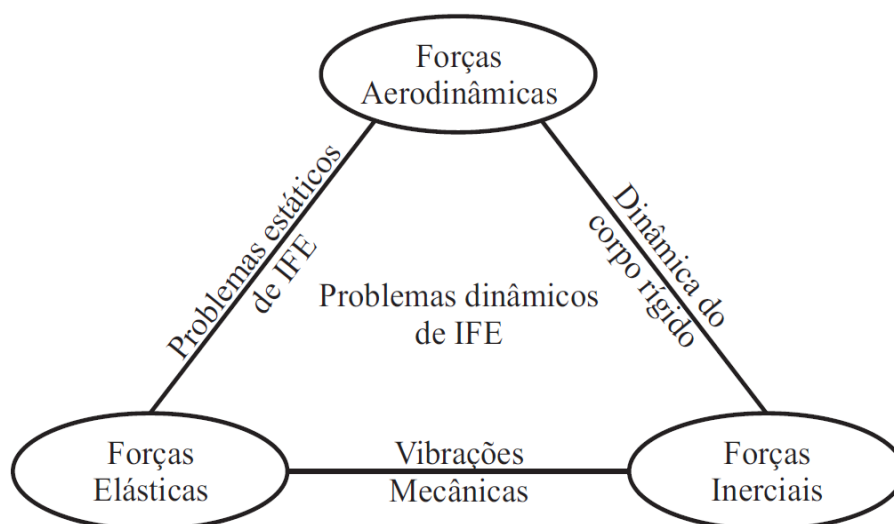 Forças
Aerodinâmicas
Problemas estáticos
de IFE
Dinâmica do
corpo rígido
Problemas dinâmicos
de IFE
Forças
Elásticas
Vibrações
Mecânicas
Forças
Inerciais